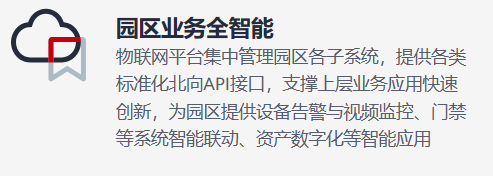 园区业务全智能
物联网平台集中管理园区各子系统，提供各类
标准化北向API接口，支撑上层业务应用快速
创新，为园区提供设备告警与视频监控、门禁
等系统智能联动、资产数字化等智能应用